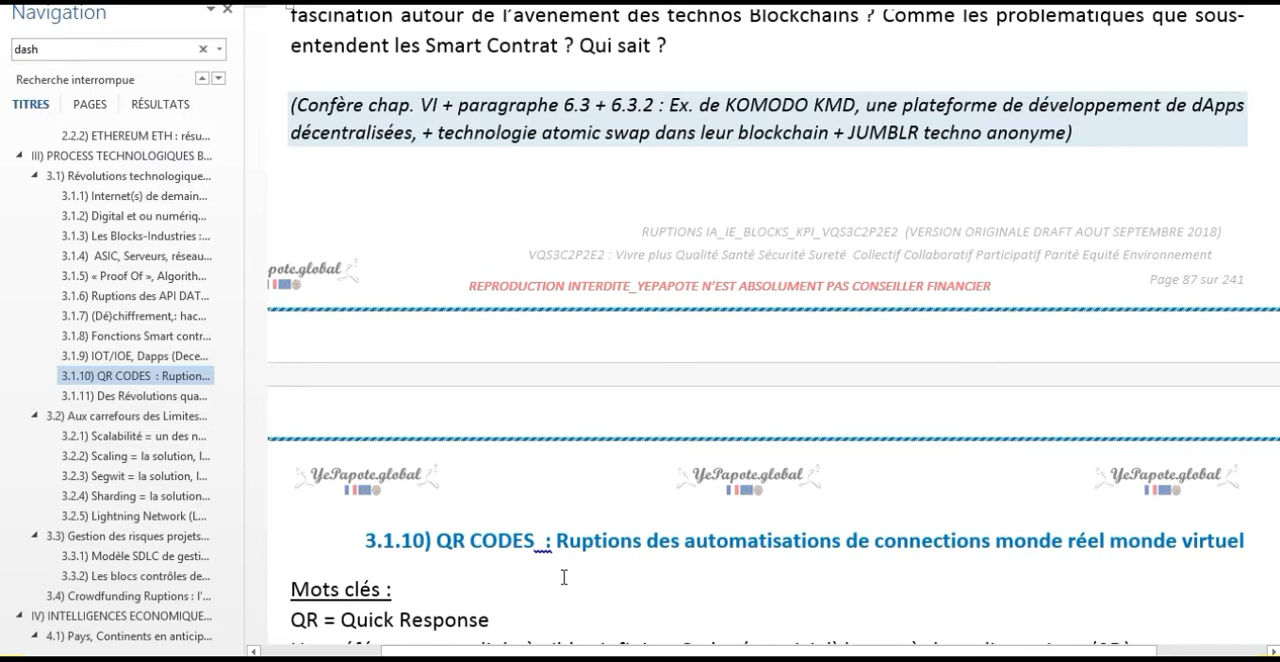 Navigation
dash
Recherche interrompue
TITRES PAGES RÉSULTATS
2.2.2) ETHEREUM ETH : résu...
III) PROCESS TECHNOLOGIQUES B...
3.1) Révolutions technologique...
3.1.1) Internet(s) de demain...
3.1.2) Digital et ou numériq...
3.1.3) Les Blocks-Industries :...
3.1.4) ASIC, Serveurs, réseau...
3.1.5) « Proof Of », Algorith...
3.1.6) Ruptions des API DAT...
3.1.7) (Dé)chiffrement,: hac...
3.1.8) Fonctions Smart contr...
3.1.9) IOT/IOE, Dapps (Dece...
3.1.10) QR CODES : Ruption...
3.1.11) Des Révolutions qua...
3.2) Aux carrefours des Limites...
3.2.1) Scalabilité = un des n...
3.2.2) Scaling = la solution, l...
3.2.3) Segwit = la solution, l...
3.2.4) Sharding = la solution...
3.2.5) Lightning Network (L...
3.3) Gestion des risques projets...
3.3.1) Modèle SDLC de gesti...
3.3.2) Les blocs contrôles de...
3.4) Crowdfunding Ruptions : l'...
IV) INTELLIGENCES ECONOMIQUE...
4.1) Pays, Continents en anticip...
fascination autour de l'avènement des technos Blockchains ? Comme les problématiques que sous-
entendent les Smart Contrat ? Qui sait ?
(Confère chap. VI + paragraphe 6.3 + 6.3.2 : Ex. de KOMODO KMD, une plateforme de développement de dApps
décentralisées, + technologie atomic swap dans leur blockchain + JUMBLR techno anonyme)
RUPTIONS IA_IE_BLOCKS_KPI_VQS3C2P2E2 (VERSION ORIGINALE DRAFT AOUT SEPTEMBRE 2018)
VQS3C2P2E2 : Vivre plus Qualité Santé Sécurité Sureté Collectif Collaboratif Participatif Parité Equité Environnement
pote.global
REPRODUCTION INTERDITE_YEPAPOTE N'EST ABSOLUMENT PAS CONSEILLER FINANCIER
Page 87 sur 241
YePapote.global YePapote.global YePapote.global
3.1.10) QR CODES : Ruptions des automatisations de connections monde réel monde virtuel
Mots clés :
QR = Quick Response